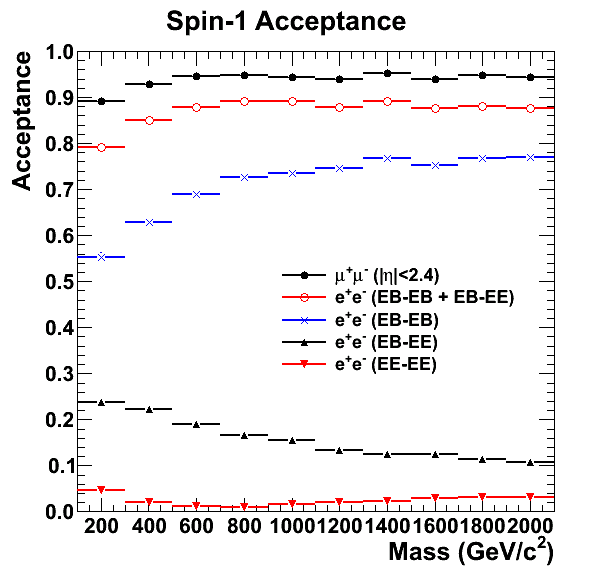 Spin-1 Acceptance
Acceptance
1.0
0.9
0.8
0.7
0.6
0.5
0.4
0.3
0.2
0.1
0.0
μ⁺μ⁻ (|η|<2.4)
e⁺e⁻ (EB-EB + EB-EE)
e⁺e⁻ (EB-EB)
e⁺e⁻ (EB-EE)
e⁺e⁻ (EE-EE)
200 400 600 800 1000 1200 1400 1600 1800 2000
Mass (GeV/c²)